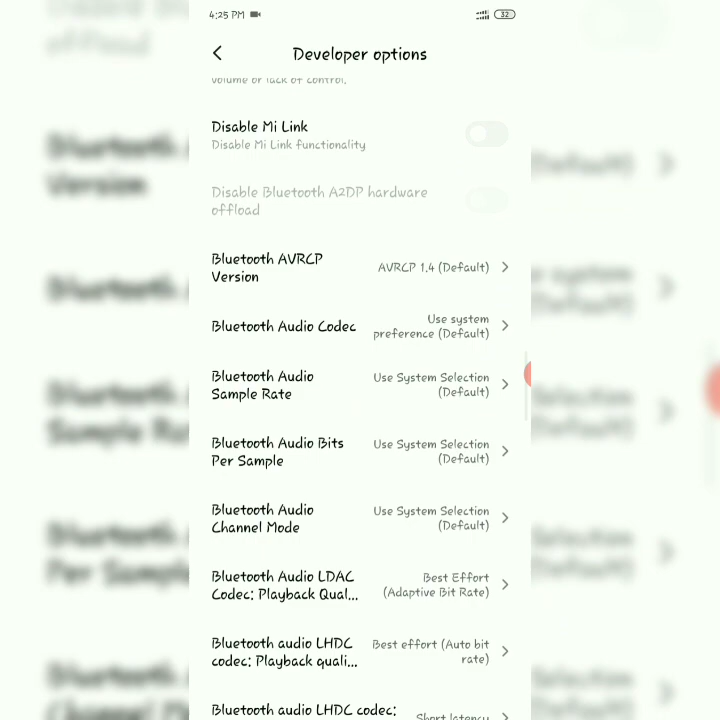 4:25 PM
32
Developer options
volume or lack of control.
Disable Mi Link
Disable Mi Link functionality
Disable Bluetooth A2DP hardware
offload
Bluetooth AVRCP
Version
AVRCP 1.4 (Default)
Bluetooth Audio Codec
Use system
preference (Default)
Bluetooth Audio
Sample Rate
Use System Selection
(Default)
Bluetooth Audio Bits
Per Sample
Use System Selection
(Default)
Bluetooth Audio
Channel Mode
Use System Selection
(Default)
Bluetooth Audio LDAC
Codec: Playback Qual...
Best Effort
(Adaptive Bit Rate)
Bluetooth audio LHDC
codec: Playback quali...
Best effort (Auto bit
rate)
Bluetooth audio LHDC codec:
Short latency